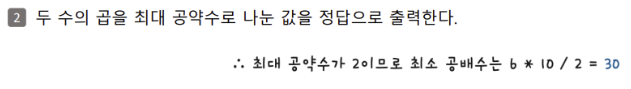 2 두 수의 곱을 최대 공약수로 나눈 값을 정답으로 출력한다.
∴ 최대 공약수가 2이므로 최소 공배수는 6 * 10 / 2 = 30